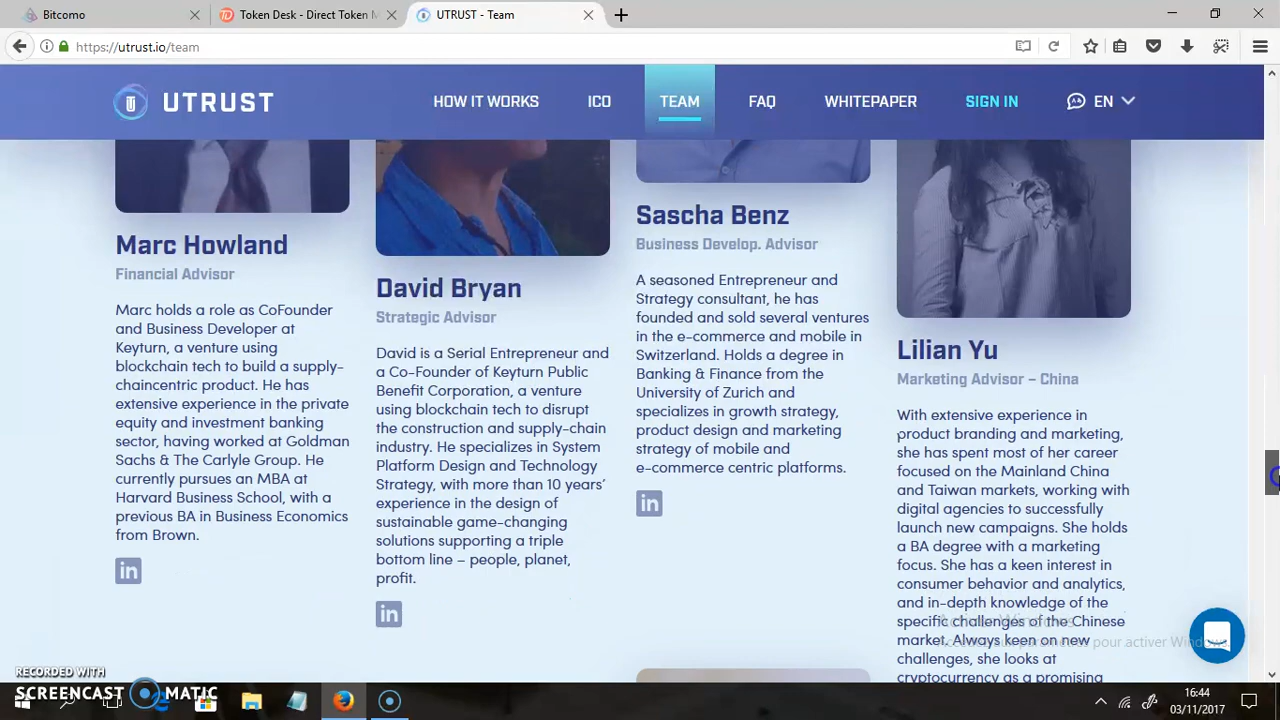 Bitcomo
Token Desk - Direct Token M
UTRUST - Team
https://utrust.io/team
UTRUST
HOW IT WORKS
ICO
TEAM
FAQ
WHITEPAPER
SIGN IN
EN
Marc Howland
Financial Advisor
Marc holds a role as CoFounder
and Business Developer at
Keyturn, a venture using
blockchain tech to build a supply-
chaincentric product. He has
extensive experience in the private
equity and investment banking
sector, having worked at Goldman
Sachs & The Carlyle Group. He
currently pursues an MBA at
Harvard Business School, with a
previous BA in Business Economics
from Brown.
in
David Bryan
Strategic Advisor
David is a Serial Entrepreneur and
a Co-Founder of Keyturn Public
Benefit Corporation, a venture
using blockchain tech to disrupt
the construction and supply-chain
industry. He specializes in System
Platform Design and Technology
Strategy, with more than 10 years'
experience in the design of
sustainable game-changing
solutions supporting a triple
bottom line – people, planet,
profit.
in
Sascha Benz
Business Develop. Advisor
A seasoned Entrepreneur and
Strategy consultant, he has
founded and sold several ventures
in the e-commerce and mobile in
Switzerland. Holds a degree in
Banking & Finance from the
University of Zurich and
specializes in growth strategy,
product design and marketing
strategy of mobile and
e-commerce centric platforms.
in
Lilian Yu
Marketing Advisor – China
With extensive experience in
product branding and marketing,
she has spent most of her career
focused on the Mainland China
and Taiwan markets, working with
digital agencies to successfully
launch new campaigns. She holds
a BA degree with a marketing
focus. She has a keen interest in
consumer behavior and analytics,
and in-depth knowledge of the
specific challenges of the Chinese
market. Always keen on new
challenges, she looks at
cryptocurrency as a promising
pour activer Windows
RECORDED WITH
SCREENCAST MATIC
16:44
03/11/2017